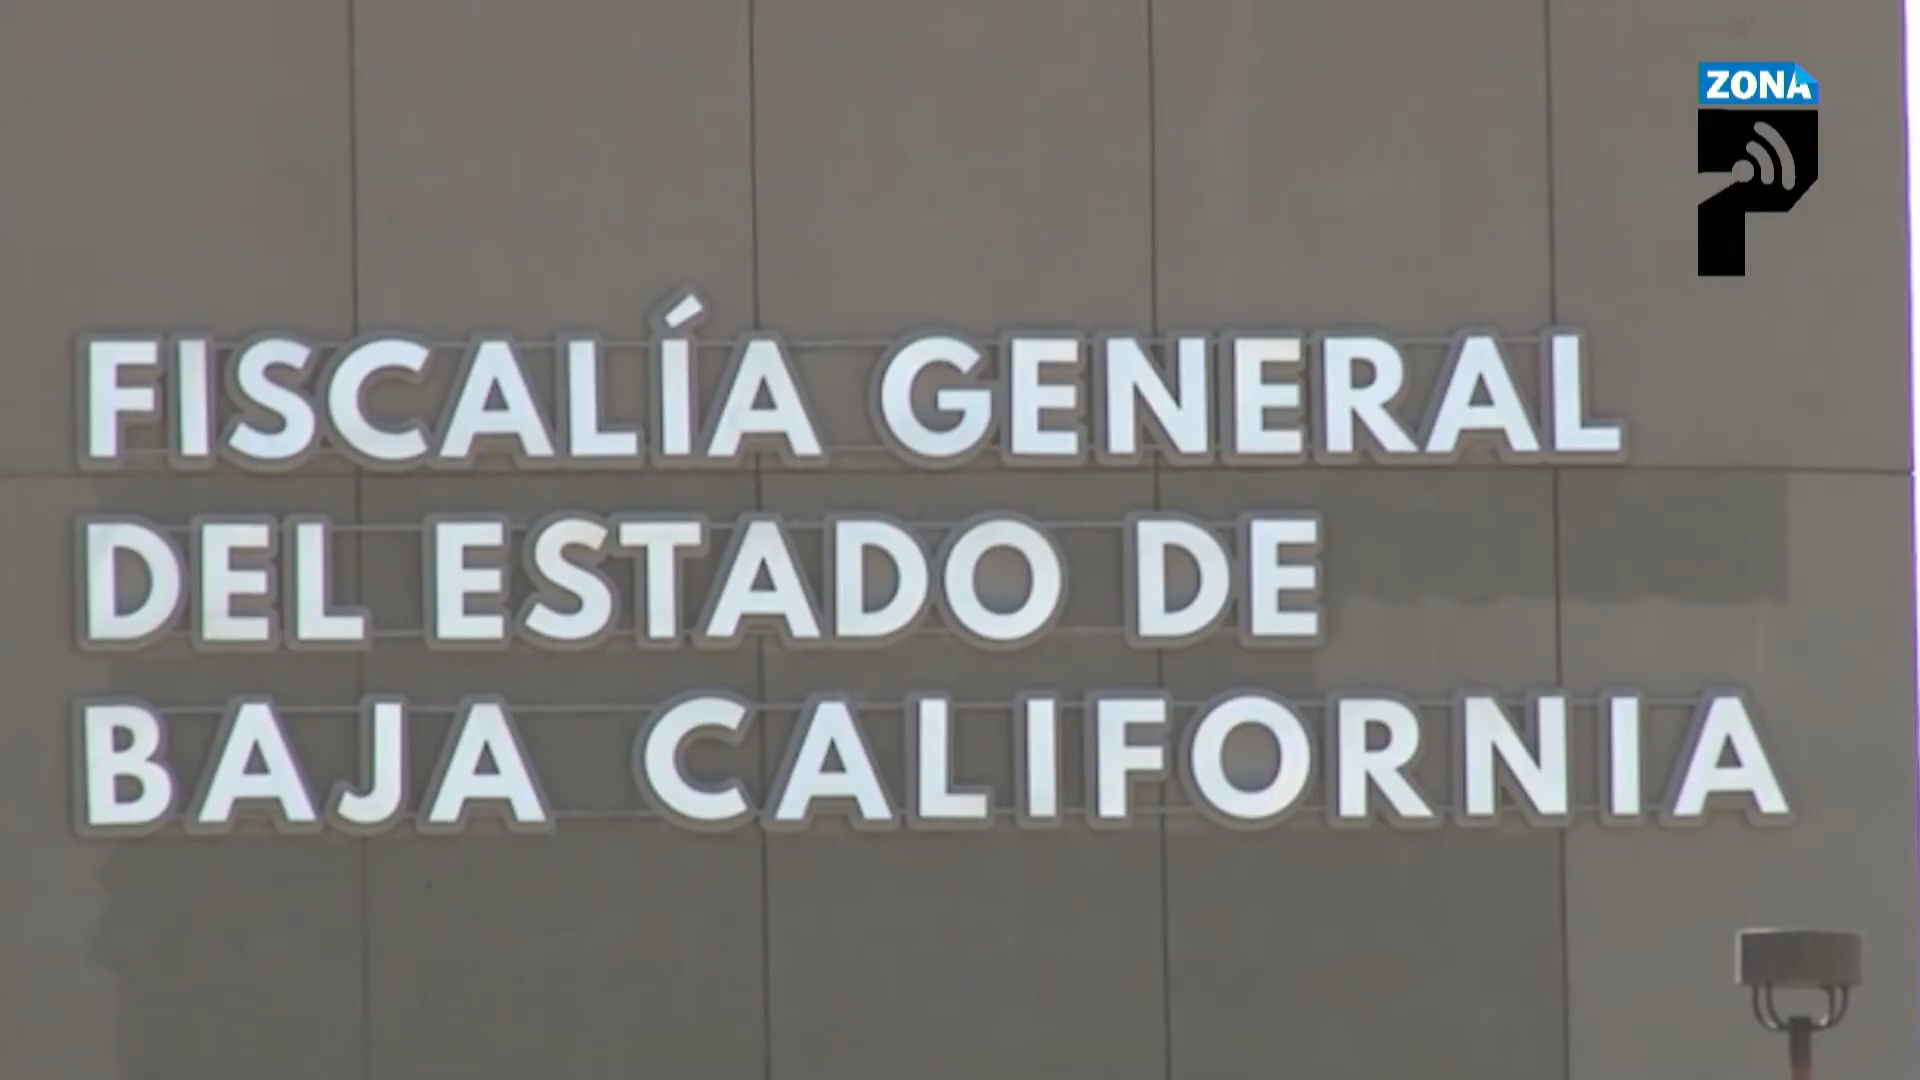 ZONA
P
FISCALÍA GENERAL
DEL ESTADO DE
BAJA CALIFORNIA